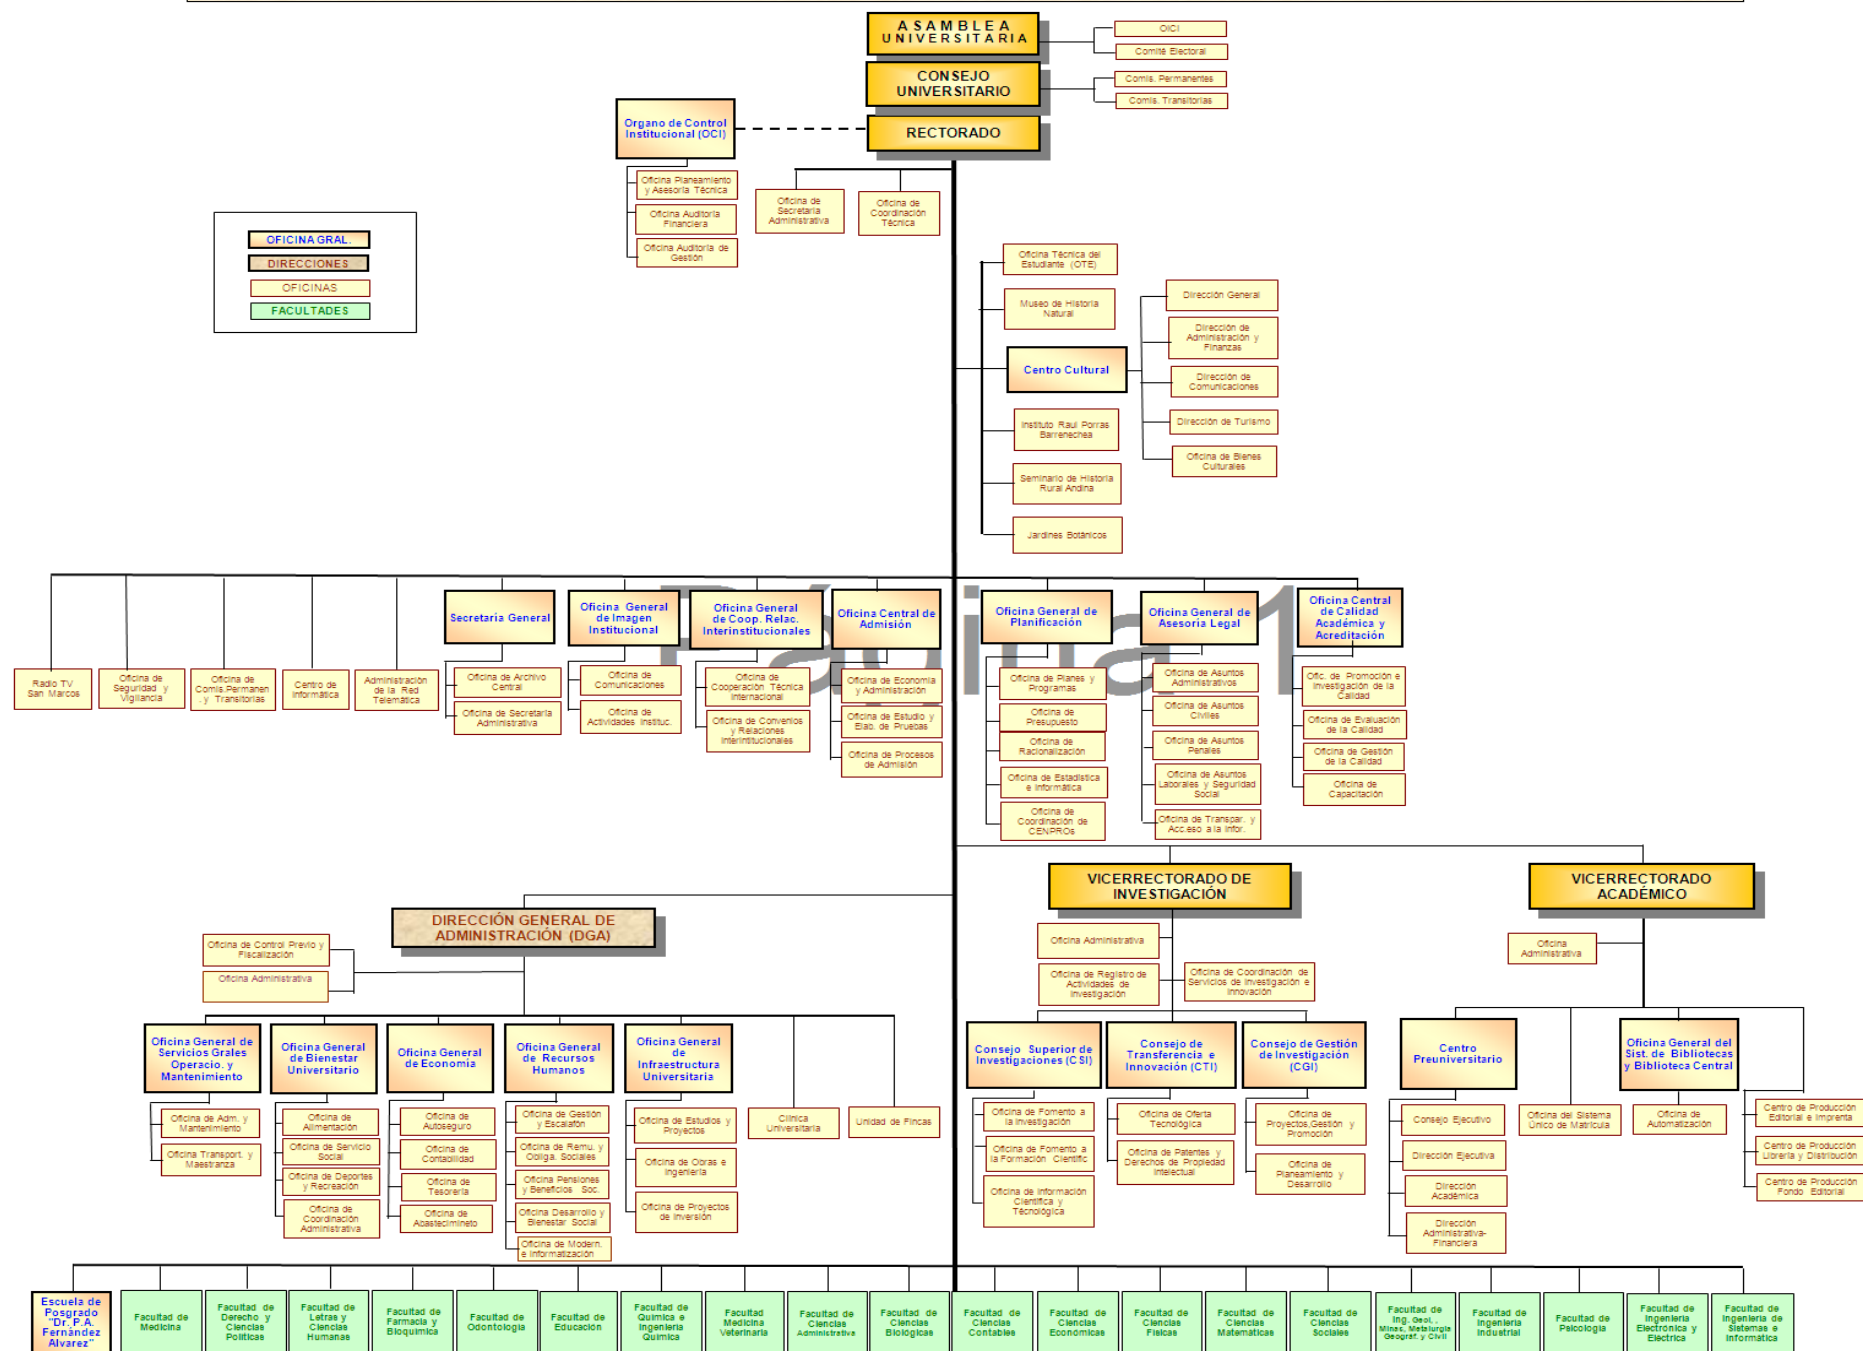 ASAMBLEA
UNIVERSITARIA
OICI
Comité Electoral
CONSEJO
UNIVERSITARIO
Comis. Permanentes
Comis. Transitorias
Organo de Control
Institucional (OCI)
RECTORADO
Oficina Planeamiento
y Asesoría Técnica
Oficina Auditoría
Financiera
Oficina Auditoría de
Gestión
Oficina de
Secretaria
Administrativa
Oficina de
Coordinación
Técnica
OFICINA GRAL.
DIRECCIONES
OFICINAS
FACULTADES
Oficina Técnica del
Estudiante (OTE)
Museo de Historia
Natural
Centro Cultural
Instituto Raul Porras
Barrenechea
Seminario de Historia
Rural Andina
Jardines Botánicos
Dirección General
Dirección de
Administración y
Finanzas
Dirección de
Comunicaciones
Dirección de Turismo
Oficina de Bienes
Culturales
Página 1
Radio TV
San Marcos
Oficina de
Seguridad y
Vigilancia
Oficina de
Comis.Permanen
. y Transitorias
Centro de
Informática
Administración
de la Red
Telemática
Secretaría General
Oficina de Archivo
Central
Oficina de Secretaría
Administrativa
Oficina General
de Imagen
Institucional
Oficina de
Comunicaciones
Oficina de
Actividades Instituc.
Oficina General
de Coop. Relac.
Interinstitucionales
Oficina de
Cooperación Técnica
Internacional
Oficina de Convenios
y Relaciones
Interintitucionales
Oficina Central de
Admisión
Oficina de Economía
y Administración
Oficina de Estudio y
Elab. de Pruebas
Oficina de Procesos
de Admisión
Oficina General de
Planificación
Oficina de Planes y
Programas
Oficina de
Presupuesto
Oficina de
Racionalización
Oficina de Estadística
e Informática
Oficina de
Coordinación de
CENPROs
Oficina General de
Asesoria Legal
Oficina de Asuntos
Administrativos
Oficina de Asuntos
Civiles
Oficina de Asuntos
Penales
Oficina de Asuntos
Laborales y Seguridad
Social
Oficina de Transpar. y
Acc.eso a la Infor.
Oficina Central
de Calidad
Académica y
Acreditación
Ofic. de Promoción e
Investigación de la
Calidad
Oficina de Evaluación
de la Calidad
Oficina de Gestión
de la Calidad
Oficina de
Capacitación
DIRECCIÓN GENERAL DE
ADMINISTRACIÓN (DGA)
Oficina de Control Previo y
Fiscalización
Oficina Administrativa
VICERRECTORADO DE
INVESTIGACIÓN
Oficina Administrativa
Oficina de Registro de
Actividades de
Investigación
Oficina de Coordinación de
Servicios de Investigación e
Innovación
VICERRECTORADO
ACADÉMICO
Oficina
Administrativa
Oficina General de
Servicios Grales
Operacio. y
Mantenimiento
Oficina de Adm. y
Mantenimiento
Oficina Transport. y
Maestranza
Oficina General
de Bienestar
Universitario
Oficina de
Alimentación
Oficina de Servicio
Social
Oficina de Deportes
y Recreación
Oficina de
Coordinación
Administrativa
Oficina General
de Economía
Oficina de
Autoseguro
Oficina de
Contabilidad
Oficina de
Tesorería
Oficina de
Abastecimineto
Oficina General
de Recursos
Humanos
Oficina de Gestión
y Escalafón
Oficina de Remu. y
Obliga. Sociales
Oficina Pensiones
y Beneficios Soc.
Oficina Desarrollo y
Bienestar Social
Oficina de Modern.
e Informatización
Oficina General
de
Infraestructura
Universitaria
Oficina de Estudios y
Proyectos
Oficina de Obras e
Ingeniería
Oficina de Proyectos
de Inversión
Clínica
Universitaria
Unidad de Fincas
Consejo Superior de
Investigaciones (CSI)
Oficina de Fomento a
la Investigación
Oficina de Fomento a
la Formación Científic
Oficina de Información
Científica y
Técnológica
Consejo de
Transferencia e
Innovación (CTI)
Oficina de Oferta
Tecnológica
Oficina de Patentes y
Derechos de Propiedad
Intelectual
Consejo de Gestión
de Investigación
(CGI)
Oficina de
Proyectos,Gestión y
Promoción
Oficina de
Planeamiento y
Desarrollo
Centro
Preuniversitario
Consejo Ejecutivo
Dirección Ejecutiva
Dirección
Académica
Dirección
Administrativa-
Financiera
Oficina del Sistema
Único de Matrícula
Oficina General del
Sist. de Bibliotecas
y Biblioteca Central
Oficina de
Automatización
Centro de Producción
Editorial e Imprenta
Centro de Producción
Librería y Distribución
Centro de Producción
Fondo Editorial
Escuela de
Posgrado
"Dr. P.A.
Fernández
Alvarez"
Facultad de
Medicina
Facultad de
Derecho y
Ciencias
Políticas
Facultad de
Letras y
Ciencias
Humanas
Facultad de
Farmacia y
Bioquímica
Facultad de
Odontología
Facultad de
Educación
Facultad de
Química e
Ingeniería
Química
Facultad
Medicina
Veterinaria
Facultad de
Ciencias
Administrativa
Facultad de
Ciencias
Biológicas
Facultad de
Ciencias
Contables
Facultad de
Ciencias
Económicas
Facultad de
Ciencias
Físicas
Facultad de
Ciencias
Matemáticas
Facultad de
Ciencias
Sociales
Facultad de
Ing. Geol. ,
Minas, Metalurgia
Geograf. y Civil
Facultad de
Ingeniería
Industrial
Facultad de
Psicología
Facultad de
Ingeniería
Electrónica y
Eléctrica
Facultad de
Ingeniería de
Sistemas e
Informática